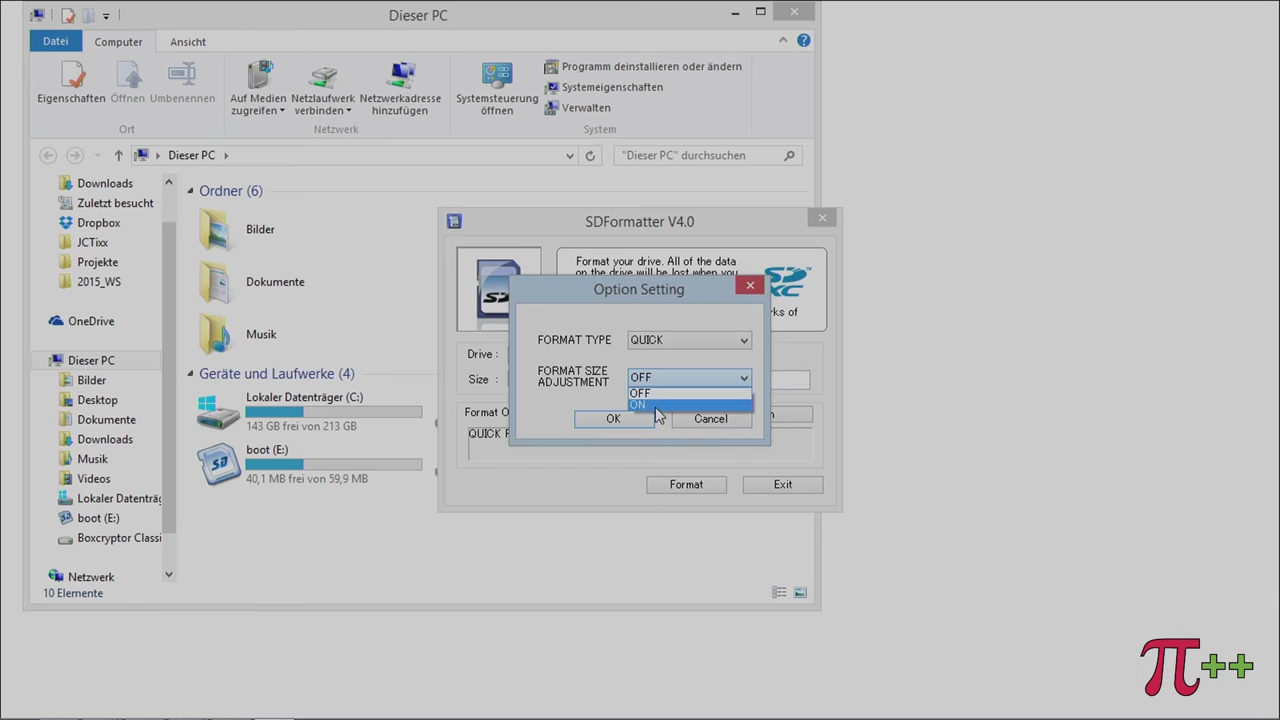 Dieser PC
Datei
Computer
Ansicht
Eigenschaften
Öffnen
Umbenennen
Auf Medien
zugreifen
Netzlaufwerk
verbinden
Netzwerkadresse
hinzufügen
Systemsteuerung
öffnen
Programm deinstallieren oder ändern
Systemeigenschaften
Verwalten
Ort
Netzwerk
System
Dieser PC
"Dieser PC" durchsuchen
Downloads
Zuletzt besucht
Dropbox
JCTixx
Projekte
2015_WS
OneDrive
Dieser PC
Bilder
Desktop
Dokumente
Downloads
Musik
Videos
Lokaler Datenträg
boot (E:)
Boxcryptor Classi
Netzwerk
10 Elemente
Ordner (6)
Bilder
Dokumente
Musik
Geräte und Laufwerke (4)
Lokaler Datenträger (C:)
143 GB frei von 213 GB
boot (E:)
40,1 MB frei von 59,9 MB
SDFormatter V4.0
Format your drive. All of the data
on the drive will be lost when you
rks of
Drive :
Size :
Format O
QUICK F
Format
Exit
Option Setting
FORMAT TYPE
QUICK
FORMAT SIZE
ADJUSTMENT
OFF
OFF
ON
OK
Cancel
π++